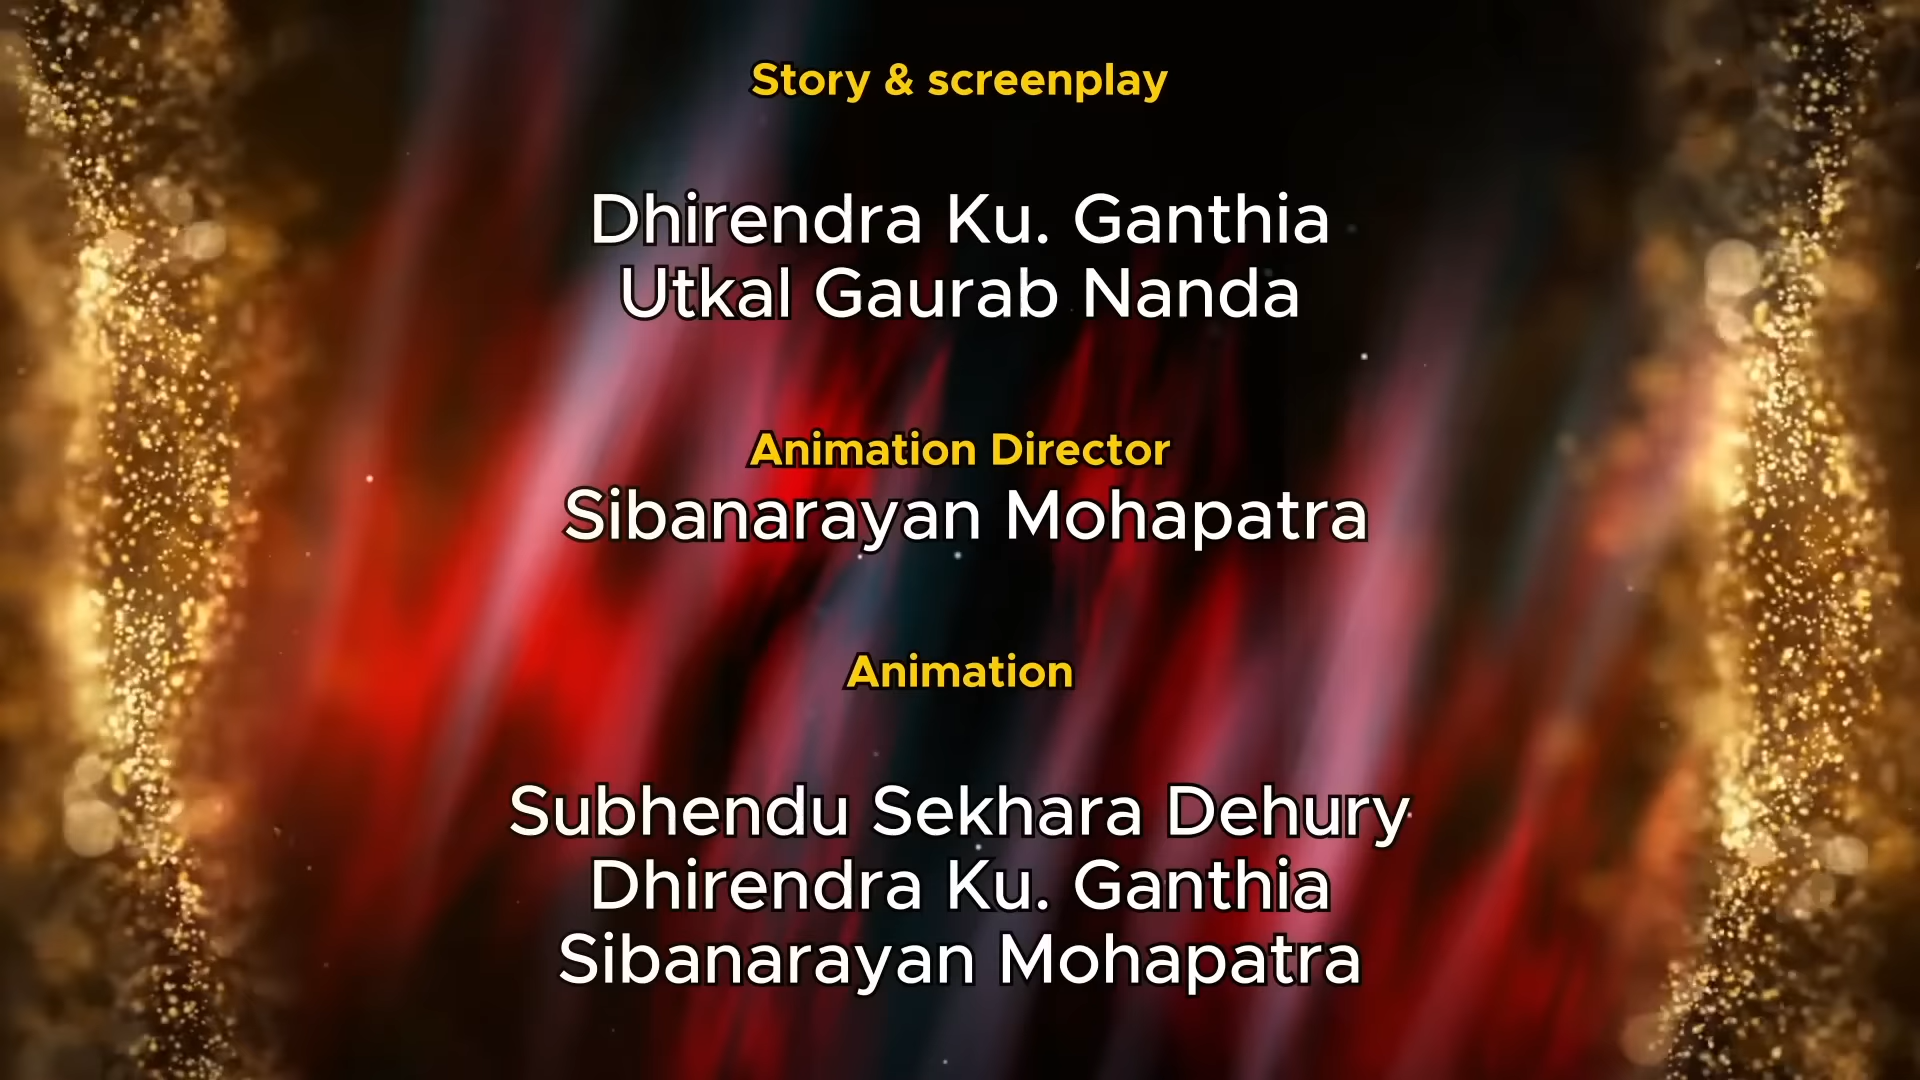 Story & screenplay
Dhirendra Ku. Ganthia
Utkal Gaurab Nanda
Animation Director
Sibanarayan Mohapatra
Animation
Subhendu Sekhara Dehury
Dhirendra Ku. Ganthia
Sibanarayan Mohapatra